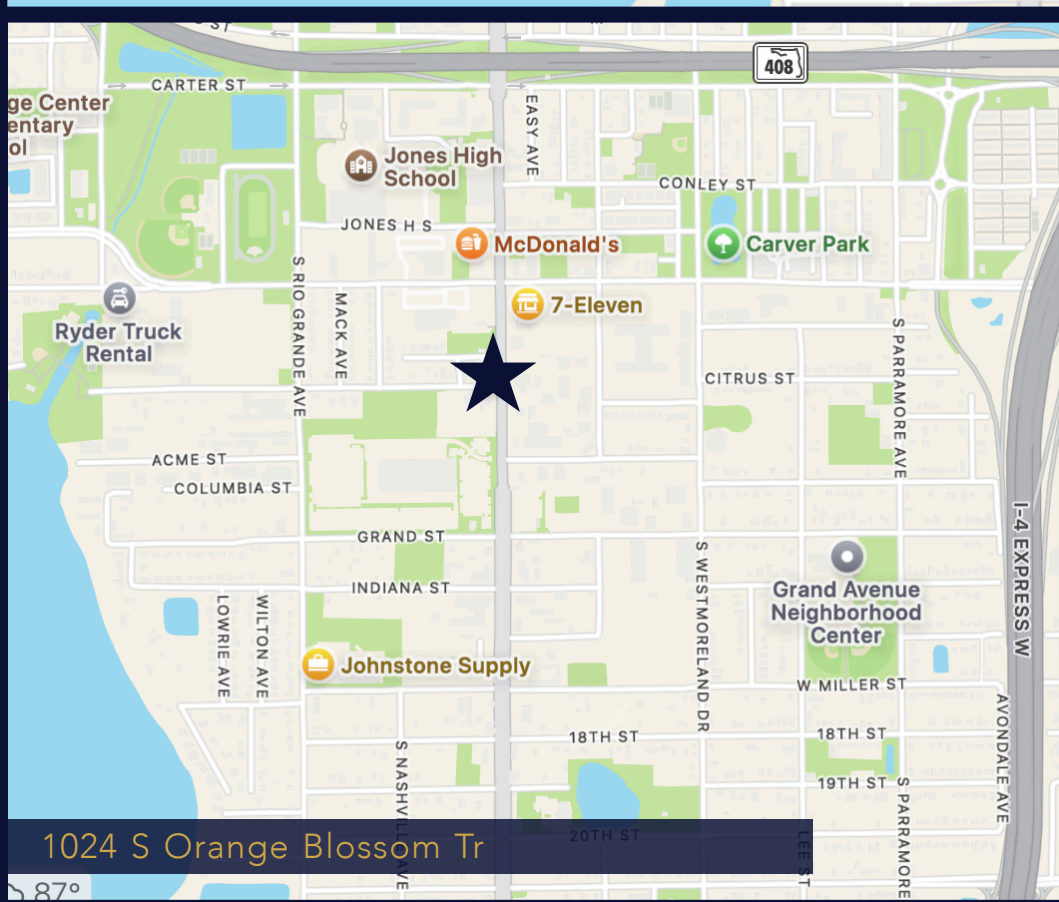 408
CARTER ST
ge Center
entary
ol
EASY AVE
Jones High
School
CONLEY ST
JONES H S
McDonald's
Carver Park
S RIO GRANDE AVE
MACK AVE
7-Eleven
Ryder Truck
Rental
S PARRAMORE AVE
CITRUS ST
ACME ST
COLUMBIA ST
I-4 EXPRESS W
GRAND ST
S WESTMORELAND DR
INDIANA ST
Grand Avenue
Neighborhood
Center
LOWRIE AVE
WILTON AVE
Johnstone Supply
W MILLER ST
AVONDALE AVE
18TH ST
18TH ST
S NASHVILLE AVE
19TH ST
S PARRAMORE
20TH ST
LEE ST
1024 S Orange Blossom Tr
87°